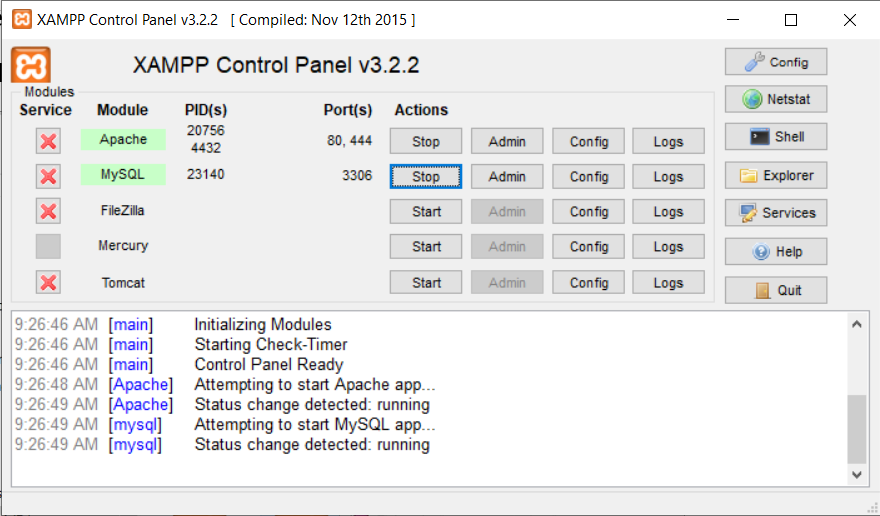 XAMPP Control Panel v3.2.2 [ Compiled: Nov 12th 2015 ]
XAMPP Control Panel v3.2.2
Config
Modules
Service Module PID(s) Port(s) Actions
Netstat
Apache 20756 4432 80, 444 Stop Admin Config Logs
Shell
MySQL 23140 3306 Stop Admin Config Logs
Explorer
FileZilla Start Admin Config Logs
Services
Mercury Start Admin Config Logs
Help
Tomcat Start Admin Config Logs
Quit
9:26:46 AM [main] Initializing Modules
9:26:46 AM [main] Starting Check-Timer
9:26:46 AM [main] Control Panel Ready
9:26:48 AM [Apache] Attempting to start Apache app...
9:26:49 AM [Apache] Status change detected: running
9:26:49 AM [mysql] Attempting to start MySQL app...
9:26:49 AM [mysql] Status change detected: running